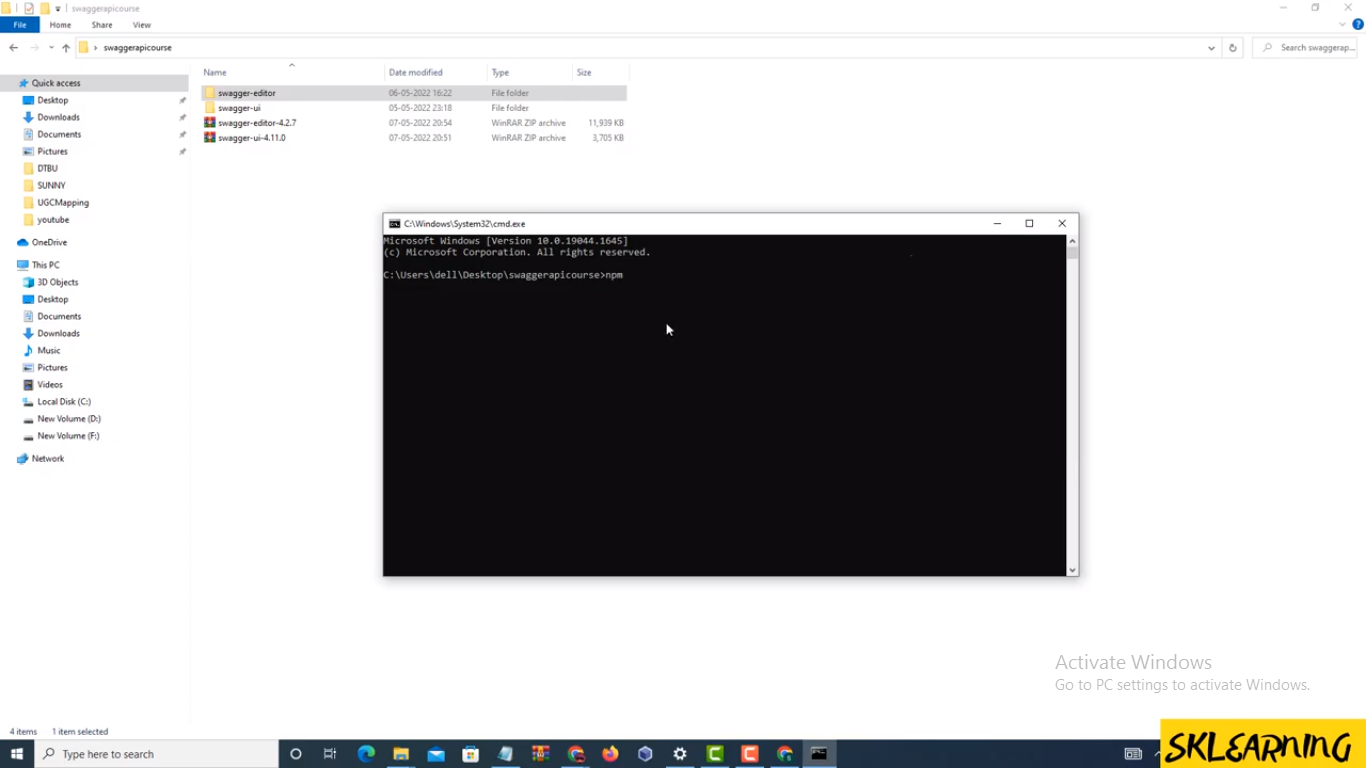 swaggerapicourse
File Home Share View
swaggerapicourse
Search swaggerap...
Name Date modified Type Size
Quick access
Desktop
Downloads
Documents
Pictures
DTBU
SUNNY
UGCMapping
youtube
OneDrive
This PC
3D Objects
Desktop
Documents
Downloads
Music
Pictures
Videos
Local Disk (C:)
New Volume (D:)
New Volume (F:)
Network
swagger-editor 06-05-2022 16:22 File folder
swagger-ui 05-05-2022 23:18 File folder
swagger-editor-4.2.7 07-05-2022 20:54 WinRAR ZIP archive 11,939 KB
swagger-ui-4.11.0 07-05-2022 20:51 WinRAR ZIP archive 3,705 KB
C:\Windows\System32\cmd.exe
Microsoft Windows [Version 10.0.19044.1645]
(c) Microsoft Corporation. All rights reserved.
C:\Users\dell\Desktop\swaggerapicourse>npm
Activate Windows
Go to PC settings to activate Windows.
4 items 1 item selected
Type here to search
SKLEARNING